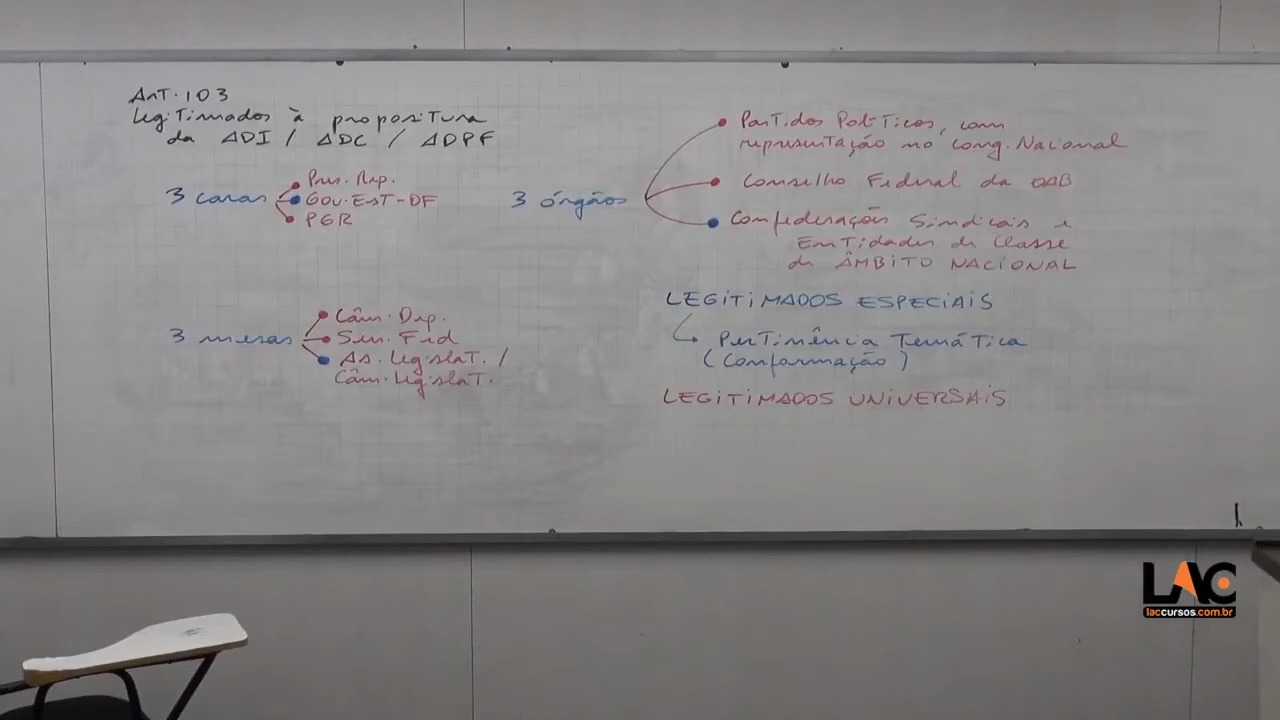 ART.103
Legitimados à propositura
da ADI / ADC / ADPF
3 caras
Pres. Rep.
Gov. EST-DF
PGR
3 mesas
Câm. Dep.
Sen. Fed
As. Legislat. /
Câm. Legislat.
3 órgãos
Partidos Políticos, com
representação no Cong. Nacional
Conselho Federal da OAB
Confederações Sindicais e
Entidades de Classe
de ÂMBITO NACIONAL
LEGITIMADOS ESPECIAIS
Pertinência Temática
(Conformação)
LEGITIMADOS UNIVERSAIS
LAC
laccursos.com.br